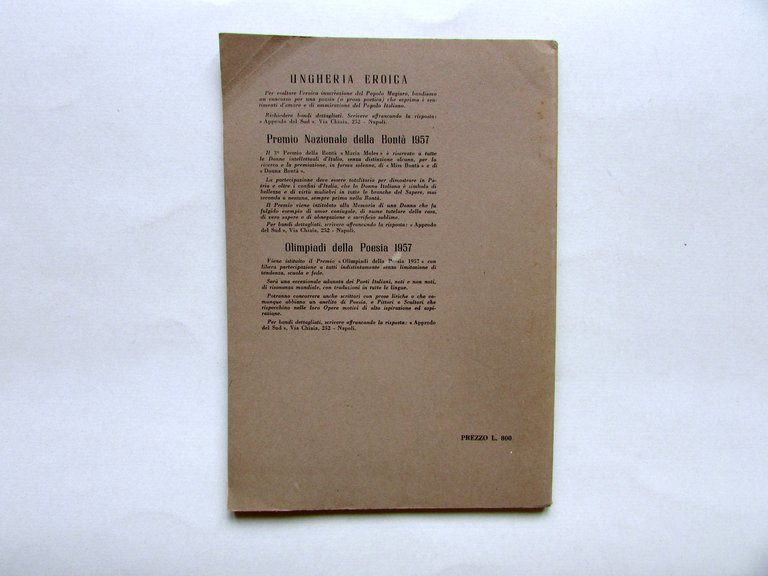 UNGHERIA EROICA
Per esaltare l'eroica insurrezione del Popolo Magiaro, bandiamo
un concorso per una poesia (o prosa poetica) che esprima i sen-
timenti d'amore e di ammirazione del Popolo Italiano.
Richiedere bandi dettagliati. Scrivere affrancando la risposta:
« Approdo del Sud », Via Chiaia, 252 - Napoli.
Premio Nazionale della Bontà 1957
Il 3° Premio della Bontà « Maria Moles » è riservato a tutte
le Donne intellettuali d'Italia, senza distinzione alcuna, per la
ricerca e la premiazione, in forma solenne, di « Miss Bontà » e di
« Donna Bontà ».
La partecipazione deve essere totalitaria per dimostrare in Pa-
tria e oltre i confini d'Italia, che la Donna Italiana è simbolo di
bellezza e di virtù muliebri in tutte le branche del Sapere, mai
seconda a nessuna, sempre prima nella Bontà.
Il Premio viene intitolato alla Memoria di una Donna che fu
fulgido esempio di amor coniugale, di nume tutelare della casa,
di vero sapere e di abnegazione e sacrificio sublime.
Per bandi dettagliati, scrivere affrancando la risposta: « Approdo
del Sud », Via Chiaia, 252 - Napoli.
Olimpiadi della Poesia 1957
Viene istituito il Premio « Olimpiadi della Poesia 1957 » con
libera partecipazione a tutti indistintamente senza limitazione di
tendenza, scuola e fede.
Sarà una eccezionale adunata dei Poeti Italiani, noti e non noti,
di risonanza mondiale, con traduzioni in tutte le lingue.
Potranno concorrere anche scrittori con prose liriche o che co-
munque abbiano un anelito di Poesia, e Pittori e Scultori che
rispecchino nelle loro Opere motivi di alta ispirazione ed aspi-
razione.
Per bandi dettagliati, scrivere affrancando la risposta: « Approdo
del Sud », Via Chiaia, 252 - Napoli.
PREZZO L. 800